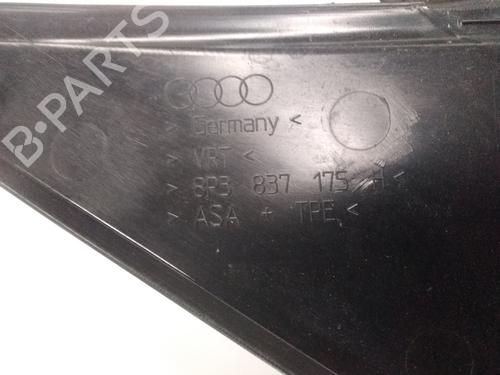 B-PARTS
Germany <
> VRT <
> 8P3 837 175 H <
> ASA + TPE <